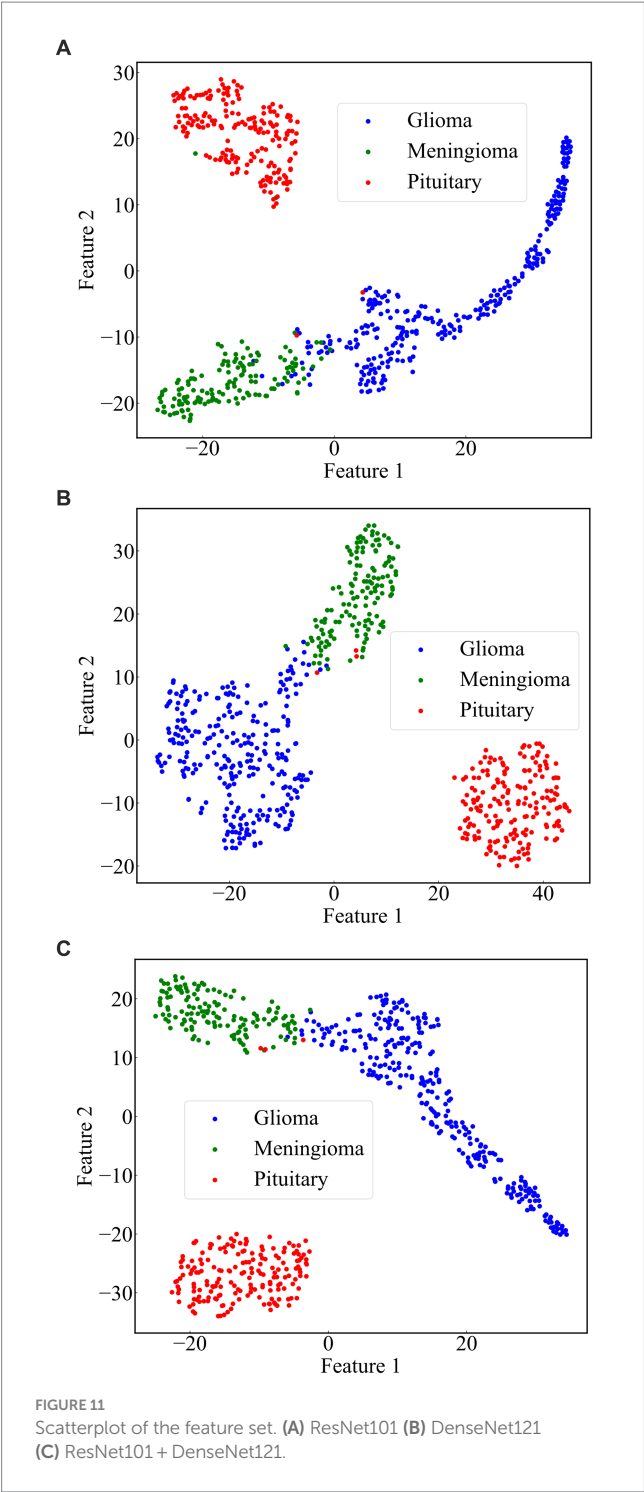 A
30
20
10
0
−10
−20
Feature 2
Glioma
Meningioma
Pituitary
−20
0
20
Feature 1
B
30
20
10
0
−10
−20
Feature 2
Glioma
Meningioma
Pituitary
−20
0
20
40
Feature 1
C
20
10
0
−10
−20
−30
Feature 2
Glioma
Meningioma
Pituitary
−20
0
20
Feature 1
FIGURE 11
Scatterplot of the feature set. (A) ResNet101 (B) DenseNet121
(C) ResNet101 + DenseNet121.